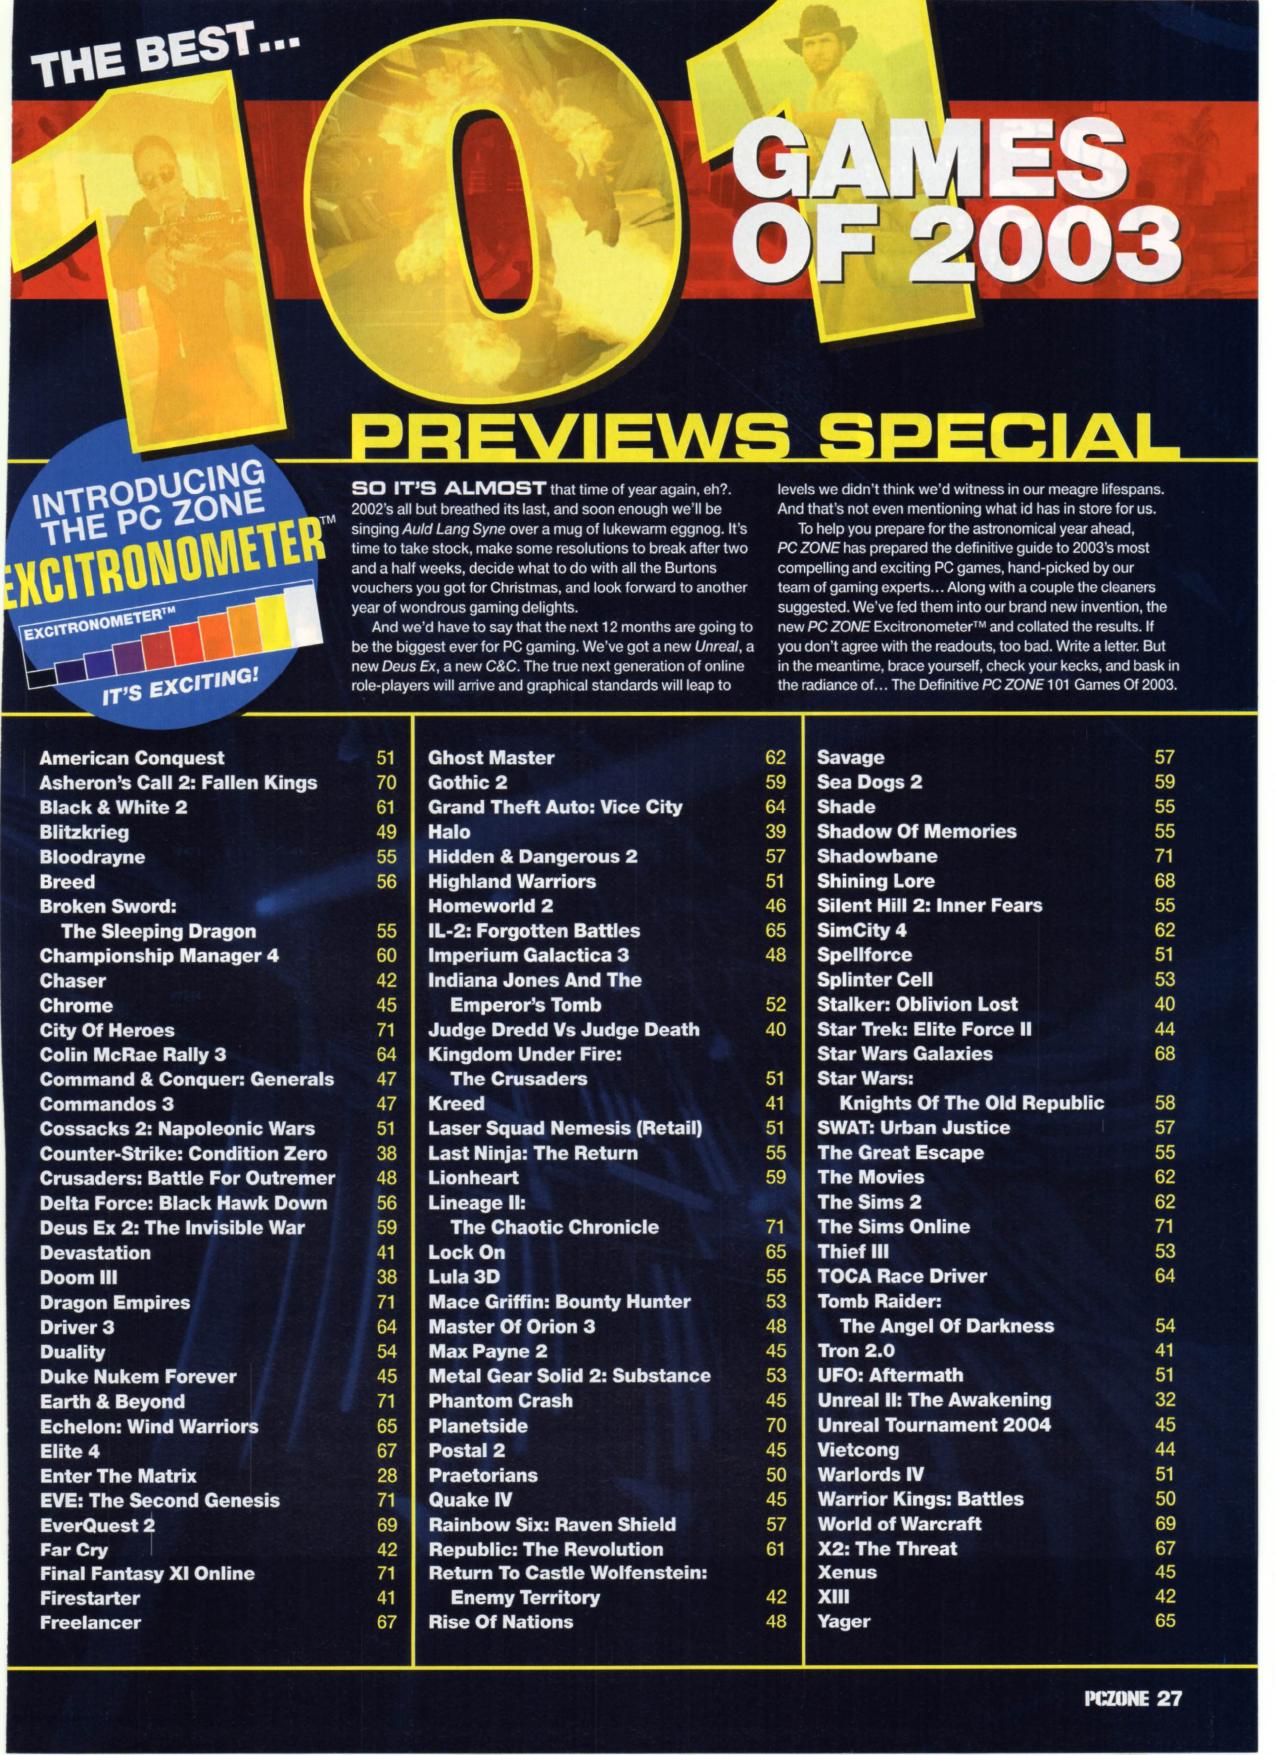 THE BEST...
101
GAMES
OF 2003
PREVIEWS SPECIAL
INTRODUCING
THE PC ZONE
EXCITRONOMETER™
EXCITRONOMETER™
IT'S EXCITING!
SO IT'S ALMOST that time of year again, eh?.
2002's all but breathed its last, and soon enough we'll be
singing Auld Lang Syne over a mug of lukewarm eggnog. It's
time to take stock, make some resolutions to break after two
and a half weeks, decide what to do with all the Burtons
vouchers you got for Christmas, and look forward to another
year of wondrous gaming delights.
And we'd have to say that the next 12 months are going to
be the biggest ever for PC gaming. We've got a new Unreal, a
new Deus Ex, a new C&C. The true next generation of online
role-players will arrive and graphical standards will leap to
levels we didn't think we'd witness in our meagre lifespans.
And that's not even mentioning what id has in store for us.
To help you prepare for the astronomical year ahead,
PC ZONE has prepared the definitive guide to 2003's most
compelling and exciting PC games, hand-picked by our
team of gaming experts... Along with a couple the cleaners
suggested. We've fed them into our brand new invention, the
new PC ZONE Excitronometer™ and collated the results. If
you don't agree with the readouts, too bad. Write a letter. But
in the meantime, brace yourself, check your kecks, and bask in
the radiance of... The Definitive PC ZONE 101 Games Of 2003.
American Conquest 51
Asheron's Call 2: Fallen Kings 70
Black & White 2 61
Blitzkrieg 49
Bloodrayne 55
Breed 56
Broken Sword:
The Sleeping Dragon 55
Championship Manager 4 60
Chaser 42
Chrome 45
City Of Heroes 71
Colin McRae Rally 3 64
Command & Conquer: Generals 47
Commandos 3 47
Cossacks 2: Napoleonic Wars 51
Counter-Strike: Condition Zero 38
Crusaders: Battle For Outremer 48
Delta Force: Black Hawk Down 56
Deus Ex 2: The Invisible War 59
Devastation 41
Doom III 38
Dragon Empires 71
Driver 3 64
Duality 54
Duke Nukem Forever 45
Earth & Beyond 71
Echelon: Wind Warriors 65
Elite 4 67
Enter The Matrix 28
EVE: The Second Genesis 71
EverQuest 2 69
Far Cry 42
Final Fantasy XI Online 71
Firestarter 41
Freelancer 67
Ghost Master 62
Gothic 2 59
Grand Theft Auto: Vice City 64
Halo 39
Hidden & Dangerous 2 57
Highland Warriors 51
Homeworld 2 46
IL-2: Forgotten Battles 65
Imperium Galactica 3 48
Indiana Jones And The
Emperor's Tomb 52
Judge Dredd Vs Judge Death 40
Kingdom Under Fire:
The Crusaders 51
Kreed 41
Laser Squad Nemesis (Retail) 51
Last Ninja: The Return 55
Lionheart 59
Lineage II:
The Chaotic Chronicle 71
Lock On 65
Lula 3D 55
Mace Griffin: Bounty Hunter 53
Master Of Orion 3 48
Max Payne 2 45
Metal Gear Solid 2: Substance 53
Phantom Crash 45
Planetside 70
Postal 2 45
Praetorians 50
Quake IV 45
Rainbow Six: Raven Shield 57
Republic: The Revolution 61
Return To Castle Wolfenstein:
Enemy Territory 42
Rise Of Nations 48
Savage 57
Sea Dogs 2 59
Shade 55
Shadow Of Memories 55
Shadowbane 71
Shining Lore 68
Silent Hill 2: Inner Fears 55
SimCity 4 62
Spellforce 51
Splinter Cell 53
Stalker: Oblivion Lost 40
Star Trek: Elite Force II 44
Star Wars Galaxies 68
Star Wars:
Knights Of The Old Republic 58
SWAT: Urban Justice 57
The Great Escape 55
The Movies 62
The Sims 2 62
The Sims Online 71
Thief III 53
TOCA Race Driver 64
Tomb Raider:
The Angel Of Darkness 54
Tron 2.0 41
UFO: Aftermath 51
Unreal II: The Awakening 32
Unreal Tournament 2004 45
Vietcong 44
Warlords IV 51
Warrior Kings: Battles 50
World of Warcraft 69
X2: The Threat 67
Xenus 45
XIII 42
Yager 65
PCZONE 27